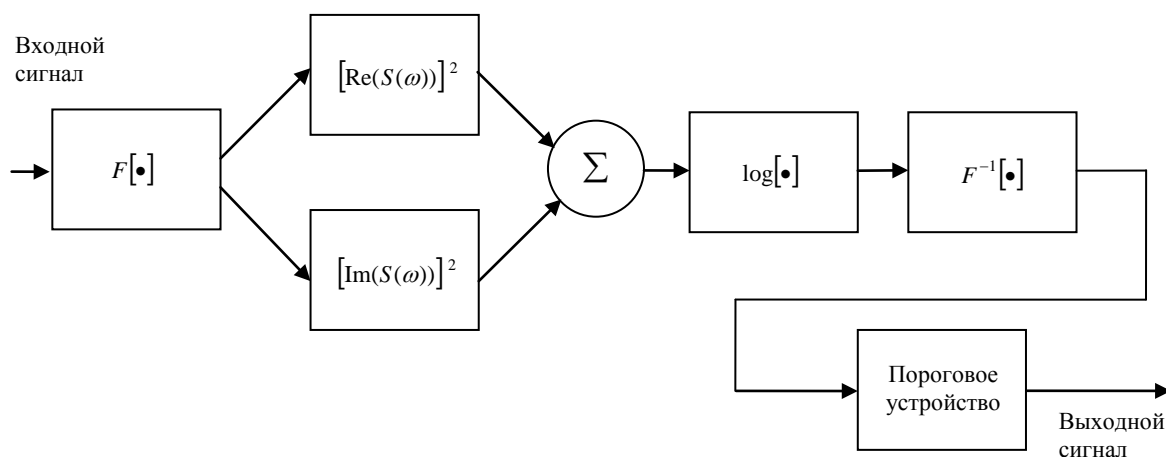 Входной
сигнал
F[•]
[Re(S(ω))]²
[Im(S(ω))]²
Σ
log[•]
F⁻¹[•]
Пороговое
устройство
Выходной
сигнал